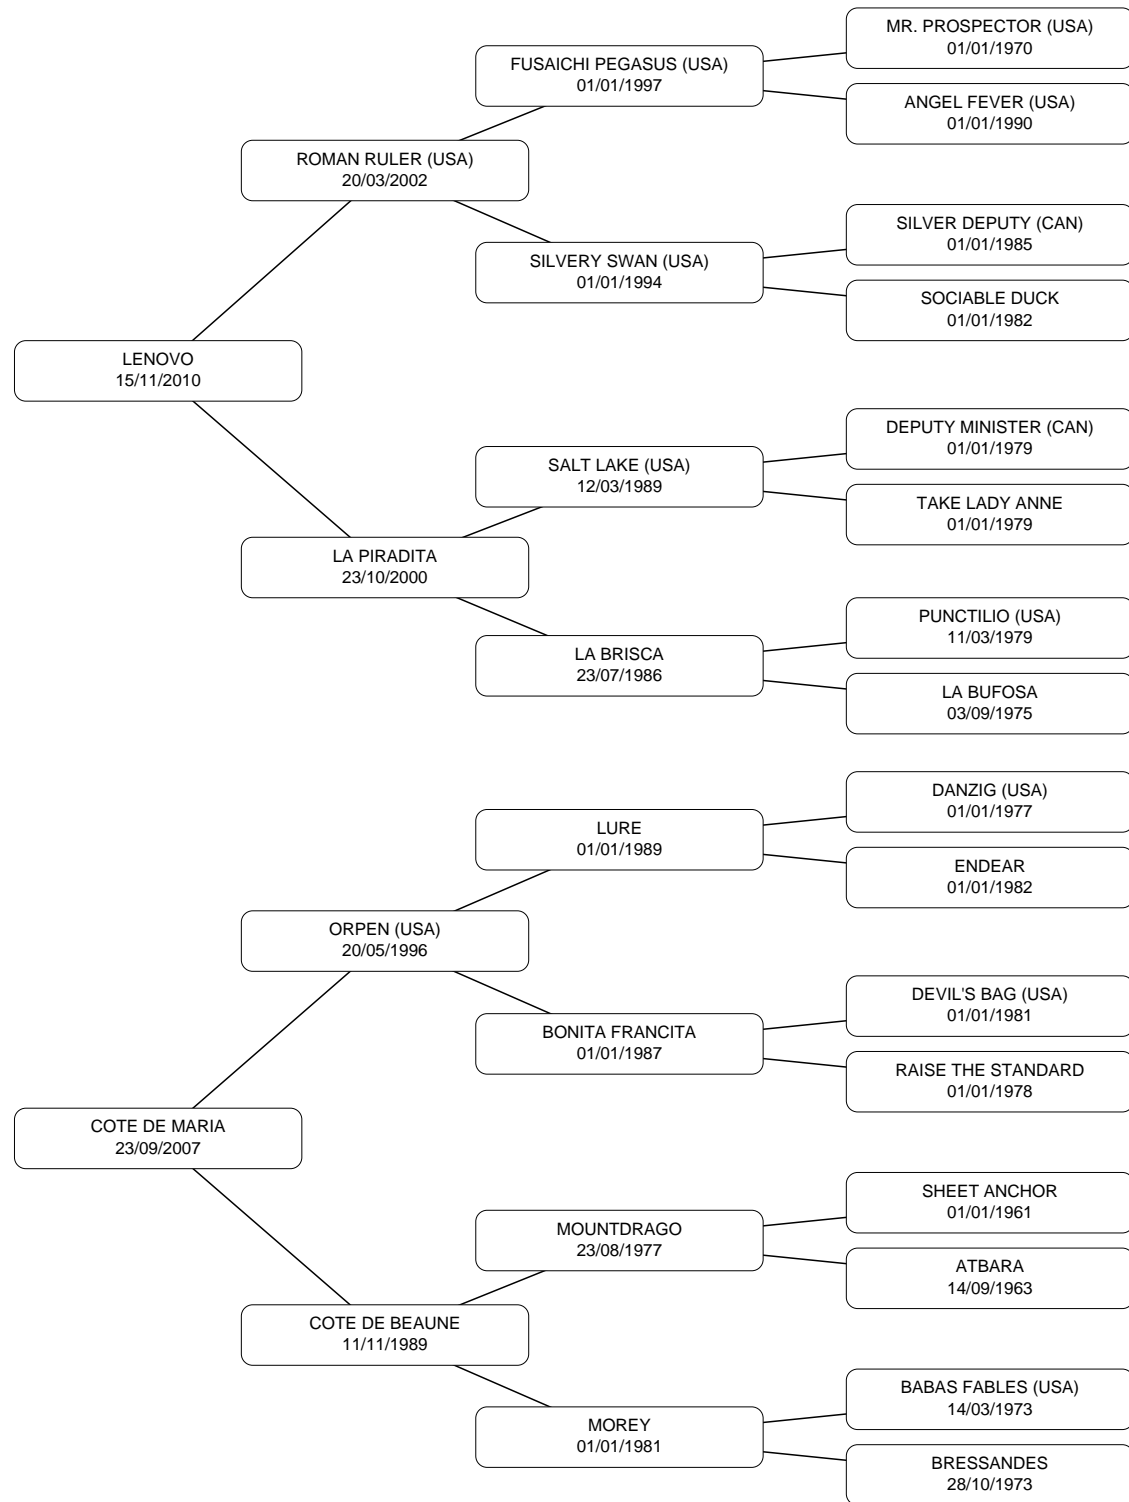 MR. PROSPECTOR (USA)
01/01/1970
FUSAICHI PEGASUS (USA)
01/01/1997
ANGEL FEVER (USA)
01/01/1990
ROMAN RULER (USA)
20/03/2002
SILVER DEPUTY (CAN)
01/01/1985
SILVERY SWAN (USA)
01/01/1994
SOCIABLE DUCK
01/01/1982
LENOVO
15/11/2010
DEPUTY MINISTER (CAN)
01/01/1979
SALT LAKE (USA)
12/03/1989
TAKE LADY ANNE
01/01/1979
LA PIRADITA
23/10/2000
PUNCTILIO (USA)
11/03/1979
LA BRISCA
23/07/1986
LA BUFOSA
03/09/1975
DANZIG (USA)
01/01/1977
LURE
01/01/1989
ENDEAR
01/01/1982
ORPEN (USA)
20/05/1996
DEVIL'S BAG (USA)
01/01/1981
BONITA FRANCITA
01/01/1987
RAISE THE STANDARD
01/01/1978
COTE DE MARIA
23/09/2007
SHEET ANCHOR
01/01/1961
MOUNTDRAGO
23/08/1977
ATBARA
14/09/1963
COTE DE BEAUNE
11/11/1989
BABAS FABLES (USA)
14/03/1973
MOREY
01/01/1981
BRESSANDES
28/10/1973